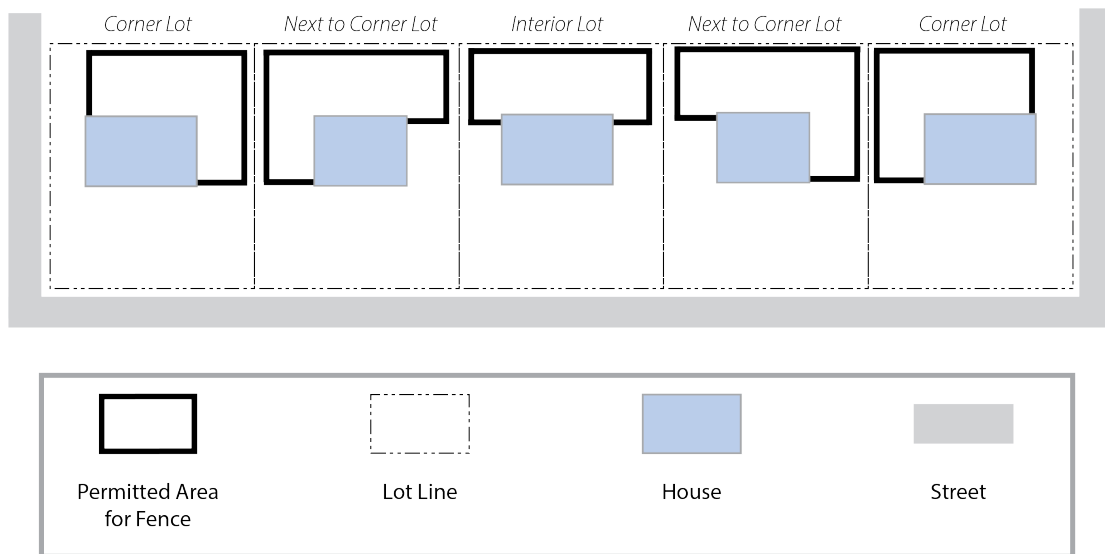 Corner Lot
Next to Corner Lot
Interior Lot
Next to Corner Lot
Corner Lot
Permitted Area
for Fence
Lot Line
House
Street